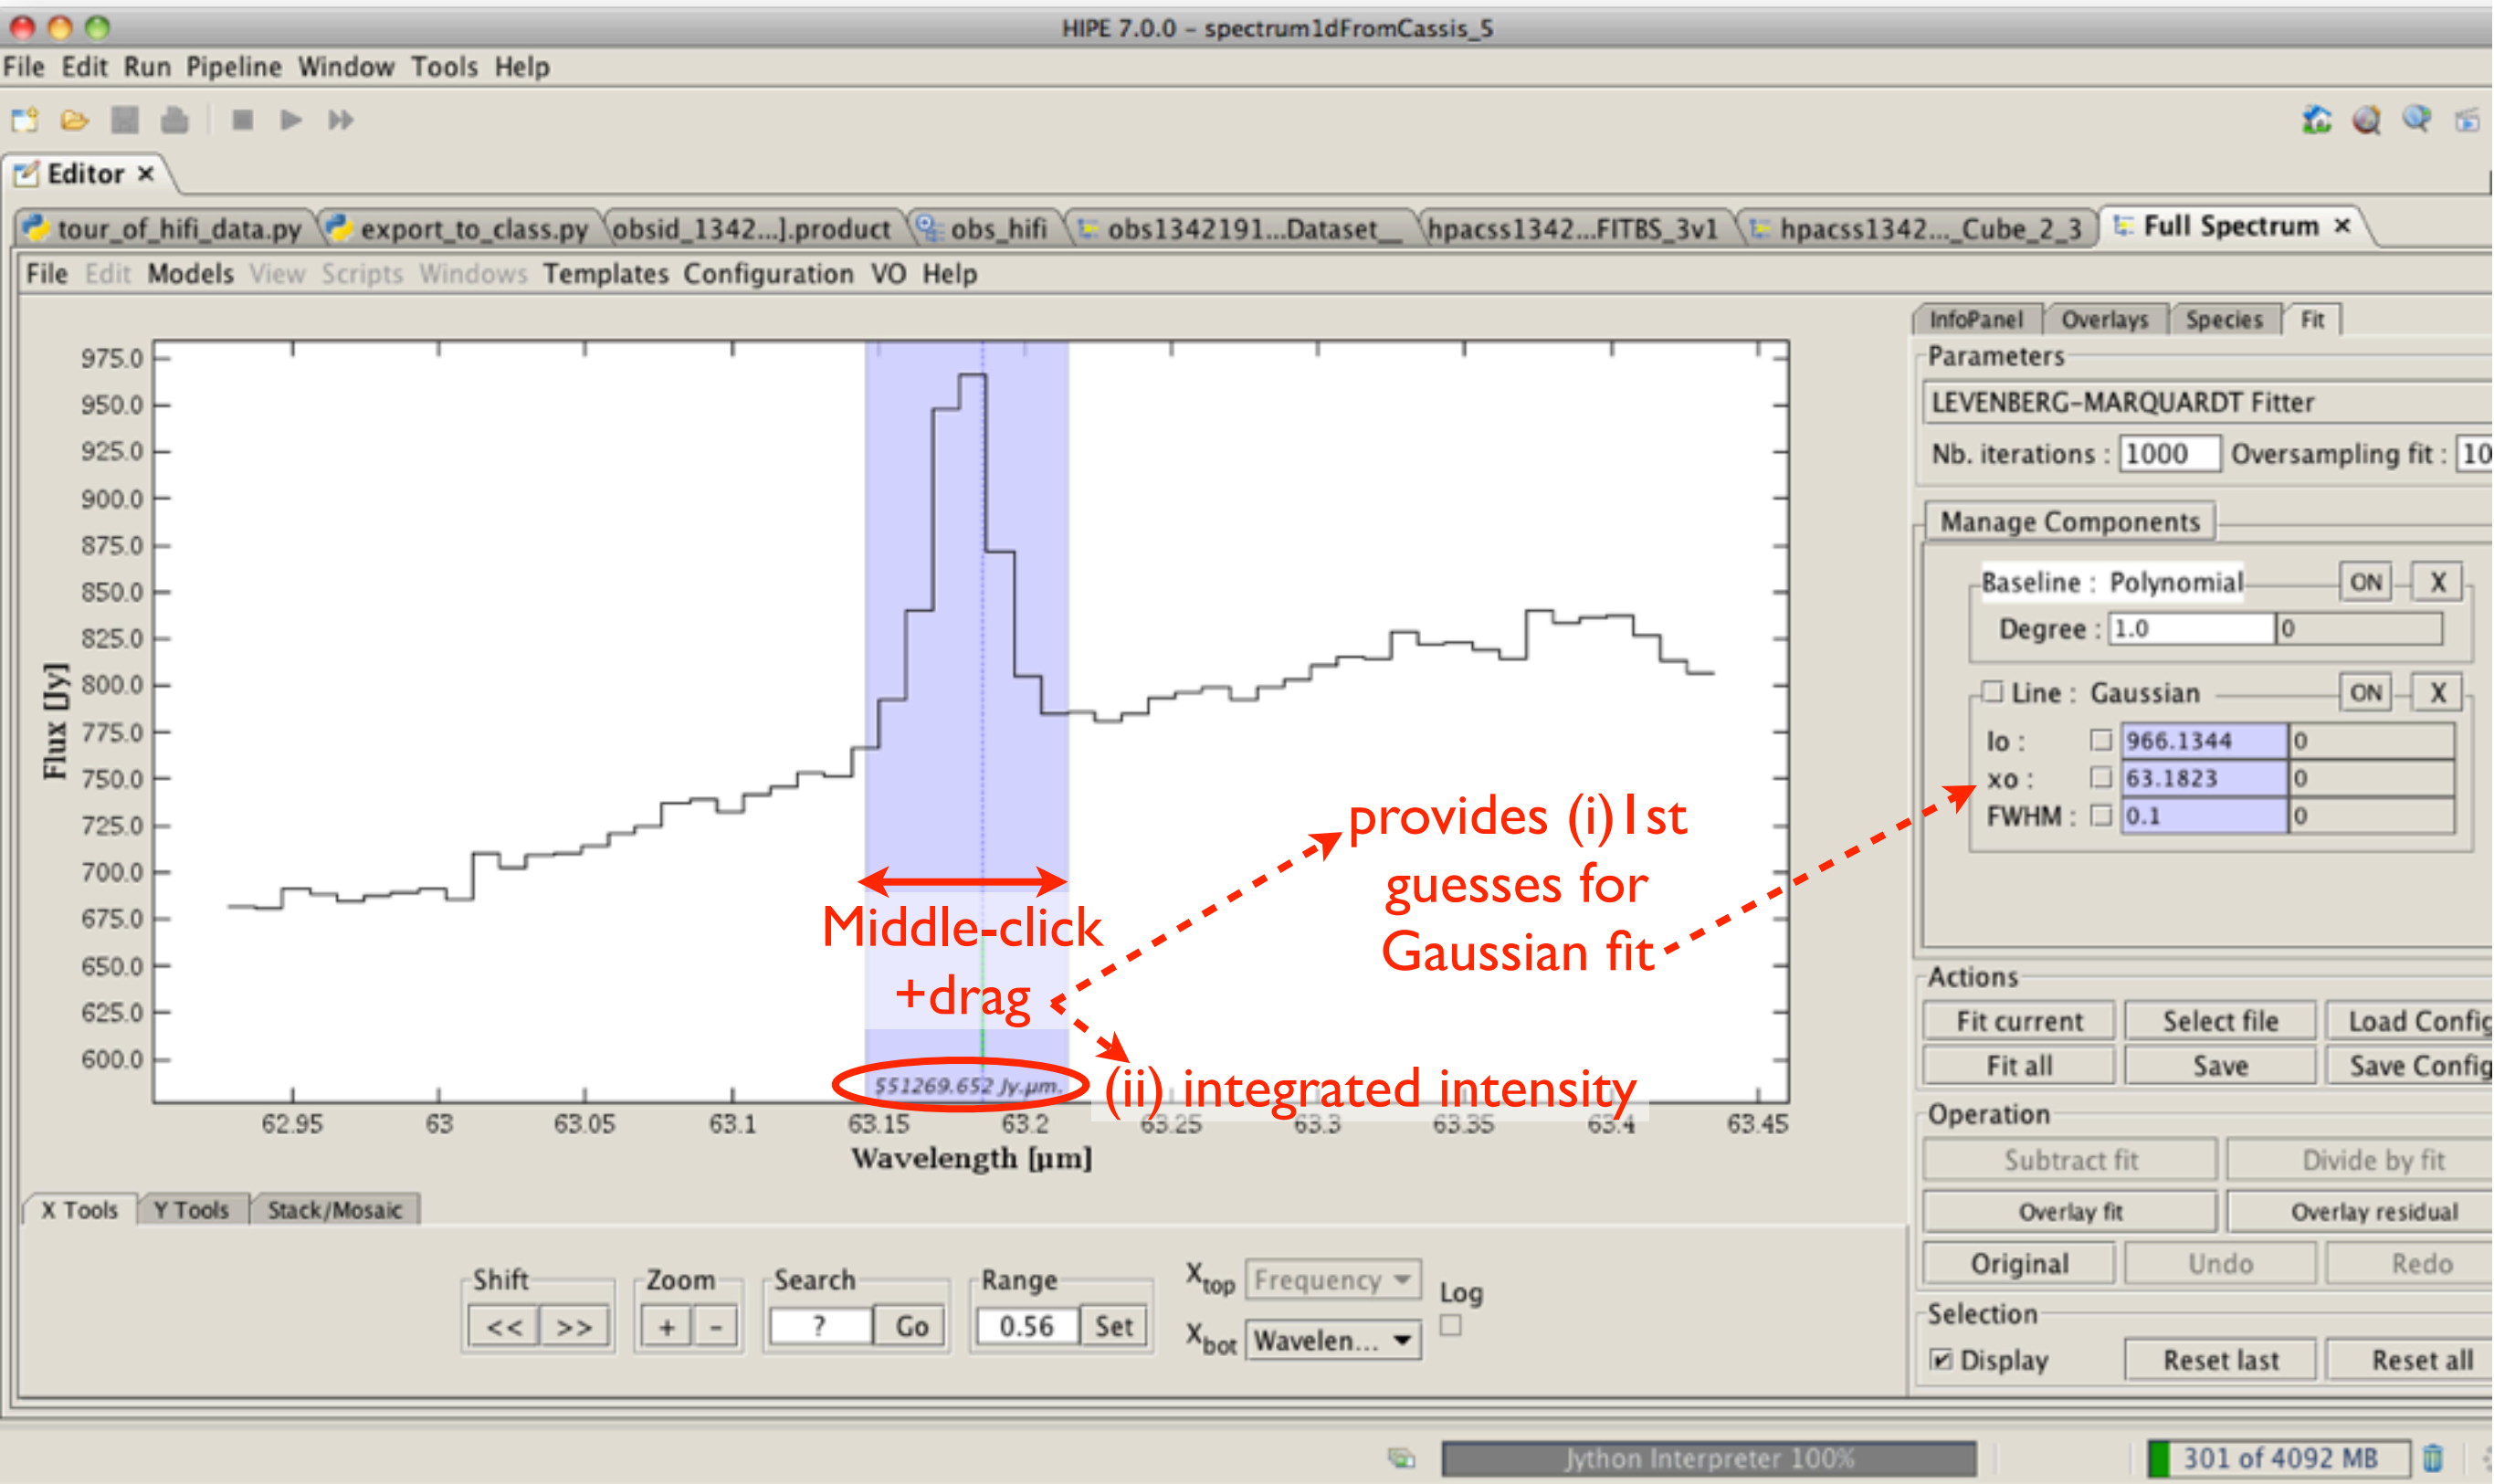 HIPE 7.0.0 – spectrum1dFromCassis_5
File Edit Run Pipeline Window Tools Help
Editor ×
tour_of_hifi_data.py export_to_class.py obsid_1342...].product obs_hifi obs1342191...Dataset__ hpacss1342...FITBS_3v1 hpacss1342..._Cube_2_3 Full Spectrum ×
File Edit Models View Scripts Windows Templates Configuration VO Help
InfoPanel Overlays Species Fit
Parameters
LEVENBERG-MARQUARDT Fitter
Nb. iterations : 1000 Oversampling fit : 10
Manage Components
Baseline : Polynomial ON X
Degree : 1.0 0
Line : Gaussian ON X
Io : 966.1344 0
xo : 63.1823 0
FWHM : 0.1 0
Actions
Fit current Select file Load Config
Fit all Save Save Config
Operation
Subtract fit Divide by fit
Overlay fit Overlay residual
Original Undo Redo
Selection
Display Reset last Reset all
975.0
950.0
925.0
900.0
875.0
850.0
825.0
800.0
775.0
750.0
725.0
700.0
675.0
650.0
625.0
600.0
Flux [Jy]
Middle-click
+drag
provides (i)1st
guesses for
Gaussian fit
551269.652 Jy.µm.
(ii) integrated intensity
62.95 63 63.05 63.1 63.15 63.2 63.25 63.3 63.35 63.4 63.45
Wavelength [µm]
X Tools Y Tools Stack/Mosaic
Shift Zoom Search Range
<< >> + - ? Go 0.56 Set
Xtop Frequency
Xbot Wavelen...
Log
Jython Interpreter 100%
301 of 4092 MB